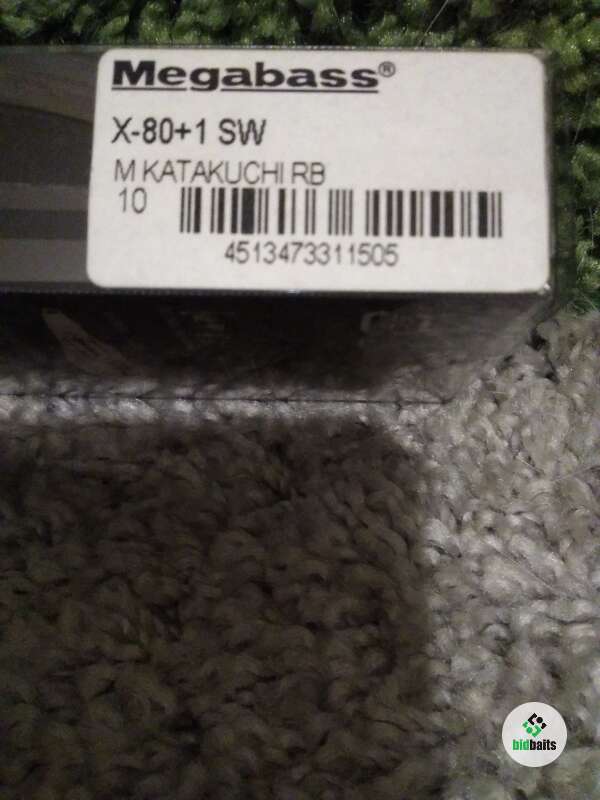 Megabass®
X-80+1 SW
M KATAKUCHI RB
10
4513473311505
bidbaits